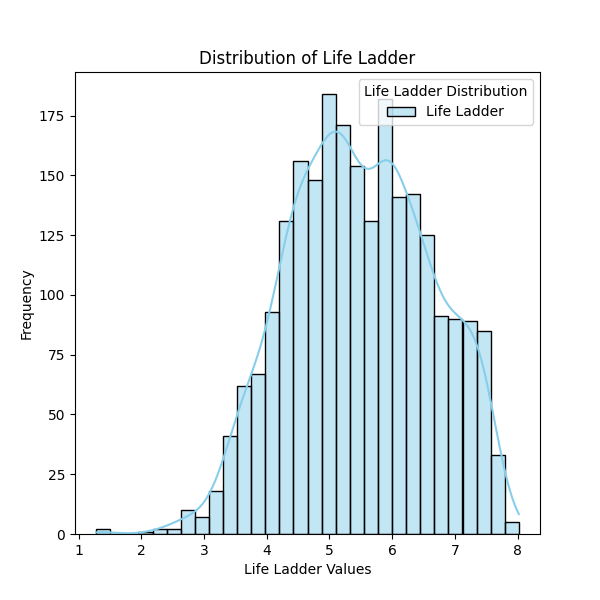 Distribution of Life Ladder
Life Ladder Distribution
Life Ladder
175
150
125
100
75
50
25
0
Frequency
1 2 3 4 5 6 7 8
Life Ladder Values